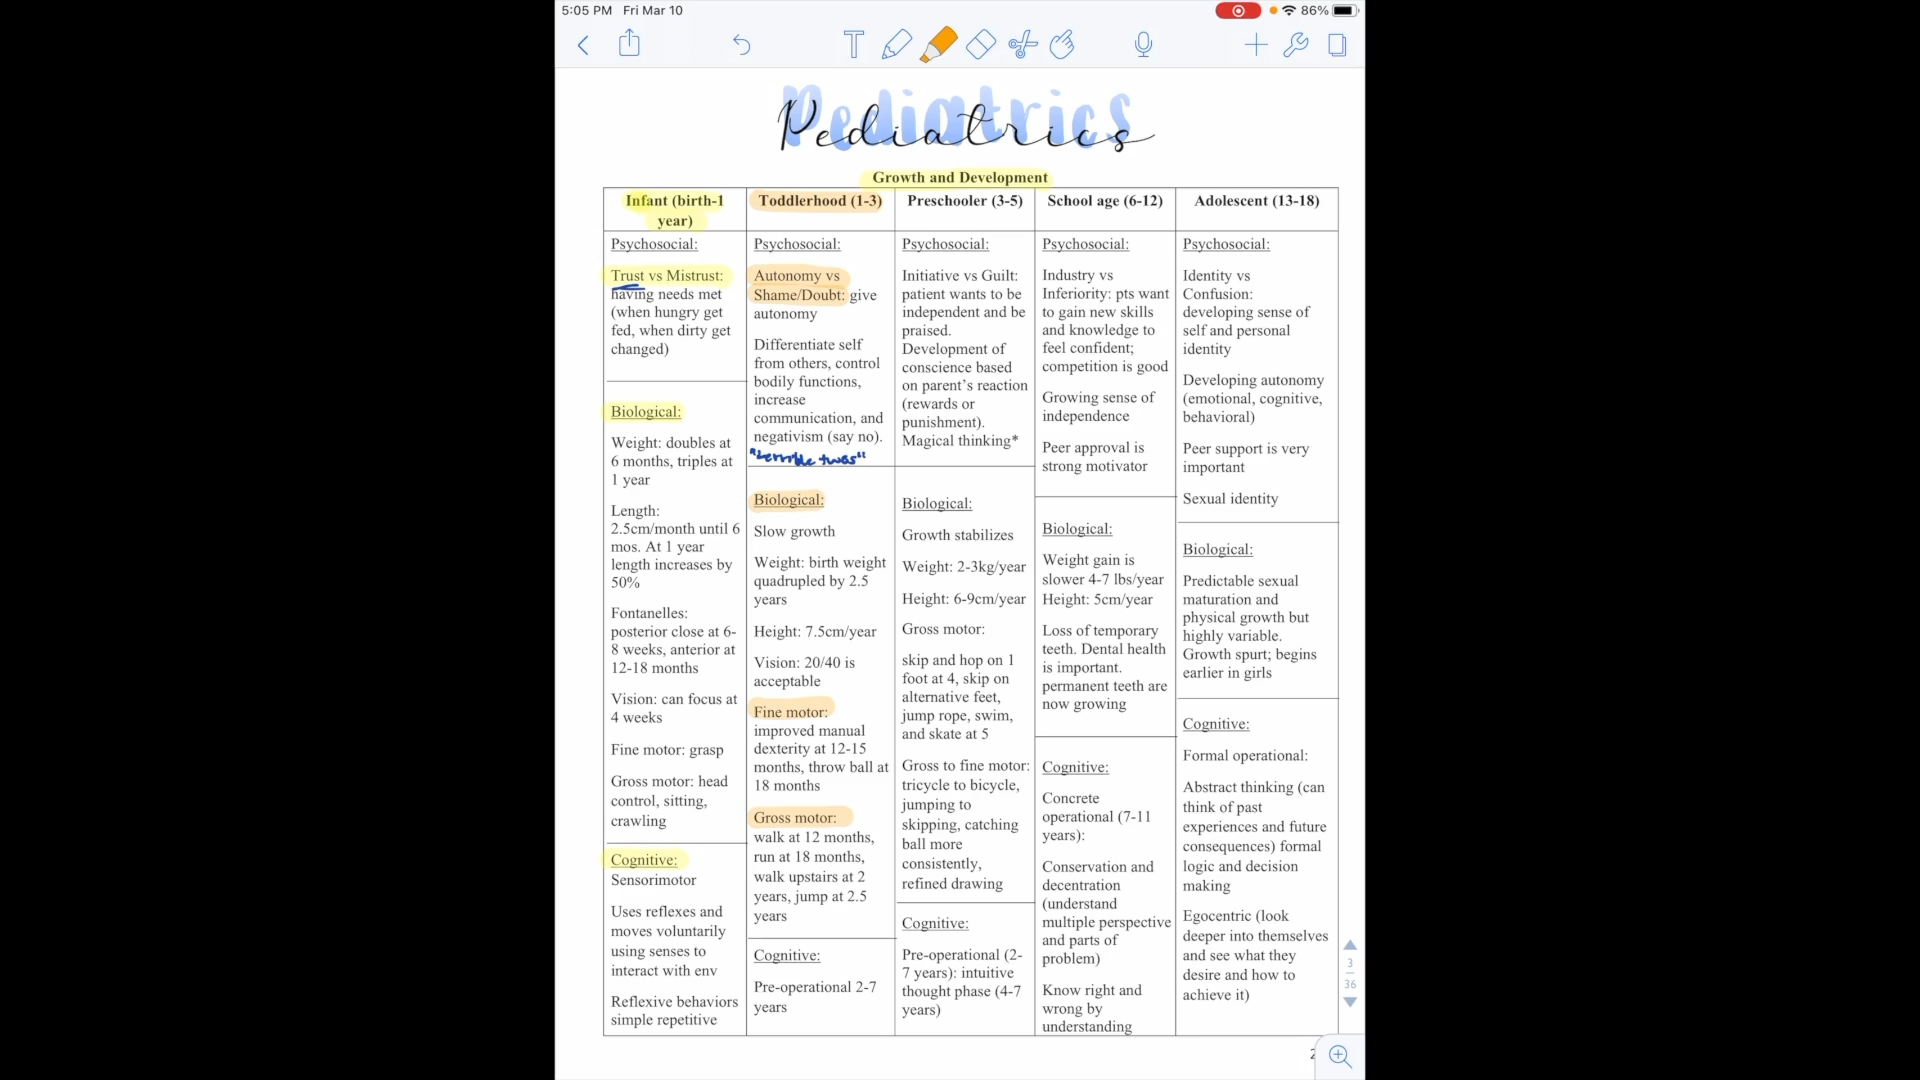 5:05 PM Fri Mar 10
86%
Pediatrics
Pediatrics
Growth and Development
Infant (birth-1
year)
Psychosocial:
Trust vs Mistrust:
having needs met
(when hungry get
fed, when dirty get
changed)
Biological:
Weight: doubles at
6 months, triples at
1 year
Length:
2.5cm/month until 6
mos. At 1 year
length increases by
50%
Fontanelles:
posterior close at 6-
8 weeks, anterior at
12-18 months
Vision: can focus at
4 weeks
Fine motor: grasp
Gross motor: head
control, sitting,
crawling
Cognitive:
Sensorimotor
Uses reflexes and
moves voluntarily
using senses to
interact with env
Reflexive behaviors
simple repetitive
Toddlerhood (1-3)
Psychosocial:
Autonomy vs
Shame/Doubt: give
autonomy
Differentiate self
from others, control
bodily functions,
increase
communication, and
negativism (say no).
"terrible twos"
Biological:
Slow growth
Weight: birth weight
quadrupled by 2.5
years
Height: 7.5cm/year
Vision: 20/40 is
acceptable
Fine motor:
improved manual
dexterity at 12-15
months, throw ball at
18 months
Gross motor:
walk at 12 months,
run at 18 months,
walk upstairs at 2
years, jump at 2.5
years
Cognitive:
Pre-operational 2-7
years
Preschooler (3-5)
Psychosocial:
Initiative vs Guilt:
patient wants to be
independent and be
praised.
Development of
conscience based
on parent's reaction
(rewards or
punishment).
Magical thinking*
Biological:
Growth stabilizes
Weight: 2-3kg/year
Height: 6-9cm/year
Gross motor:
skip and hop on 1
foot at 4, skip on
alternative feet,
jump rope, swim,
and skate at 5
Gross to fine motor:
tricycle to bicycle,
jumping to
skipping, catching
ball more
consistently,
refined drawing
Cognitive:
Pre-operational (2-
7 years): intuitive
thought phase (4-7
years)
School age (6-12)
Psychosocial:
Industry vs
Inferiority: pts want
to gain new skills
and knowledge to
feel confident;
competition is good
Growing sense of
independence
Peer approval is
strong motivator
Biological:
Weight gain is
slower 4-7 lbs/year
Height: 5cm/year
Loss of temporary
teeth. Dental health
is important.
permanent teeth are
now growing
Cognitive:
Concrete
operational (7-11
years):
Conservation and
decentration
(understand
multiple perspective
and parts of
problem)
Know right and
wrong by
understanding
Adolescent (13-18)
Psychosocial:
Identity vs
Confusion:
developing sense of
self and personal
identity
Developing autonomy
(emotional, cognitive,
behavioral)
Peer support is very
important
Sexual identity
Biological:
Predictable sexual
maturation and
physical growth but
highly variable.
Growth spurt; begins
earlier in girls
Cognitive:
Formal operational:
Abstract thinking (can
think of past
experiences and future
consequences) formal
logic and decision
making
Egocentric (look
deeper into themselves
and see what they
desire and how to
achieve it)
3
36